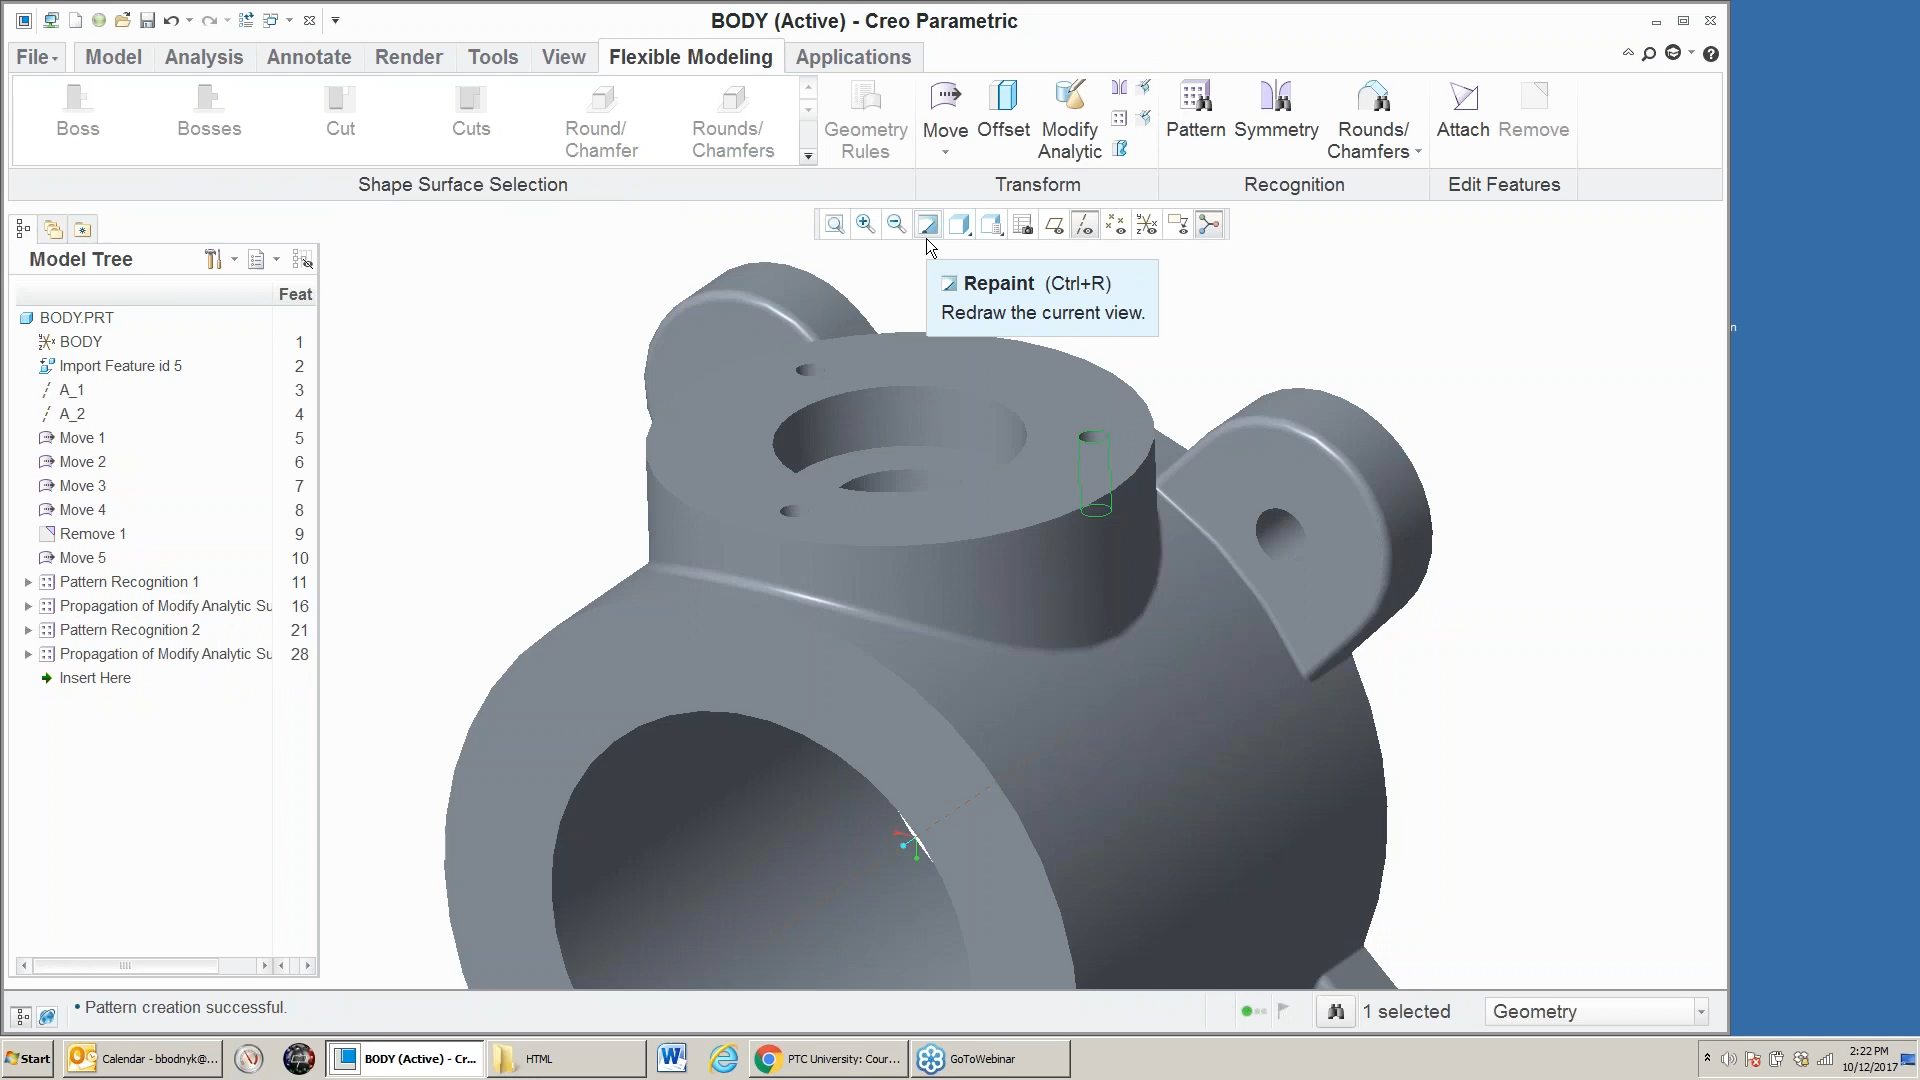 BODY (Active) - Creo Parametric
File
Model
Analysis
Annotate
Render
Tools
View
Flexible Modeling
Applications
Boss
Bosses
Cut
Cuts
Round/
Chamfer
Rounds/
Chamfers
Geometry
Rules
Move
Offset
Modify
Analytic
Pattern
Symmetry
Rounds/
Chamfers
Attach
Remove
Shape Surface Selection
Transform
Recognition
Edit Features
Repaint (Ctrl+R)
Redraw the current view.
Model Tree
Feat
BODY.PRT
BODY 1
Import Feature id 5 2
A_1 3
A_2 4
Move 1 5
Move 2 6
Move 3 7
Move 4 8
Remove 1 9
Move 5 10
Pattern Recognition 1 11
Propagation of Modify Analytic Su 16
Pattern Recognition 2 21
Propagation of Modify Analytic Su 28
Insert Here
n
• Pattern creation successful.
1 selected
Geometry
Start
Calendar - bbodnyk@...
BODY (Active) - Cr...
HTML
PTC University: Cour...
GoToWebinar
2:22 PM
10/12/2017